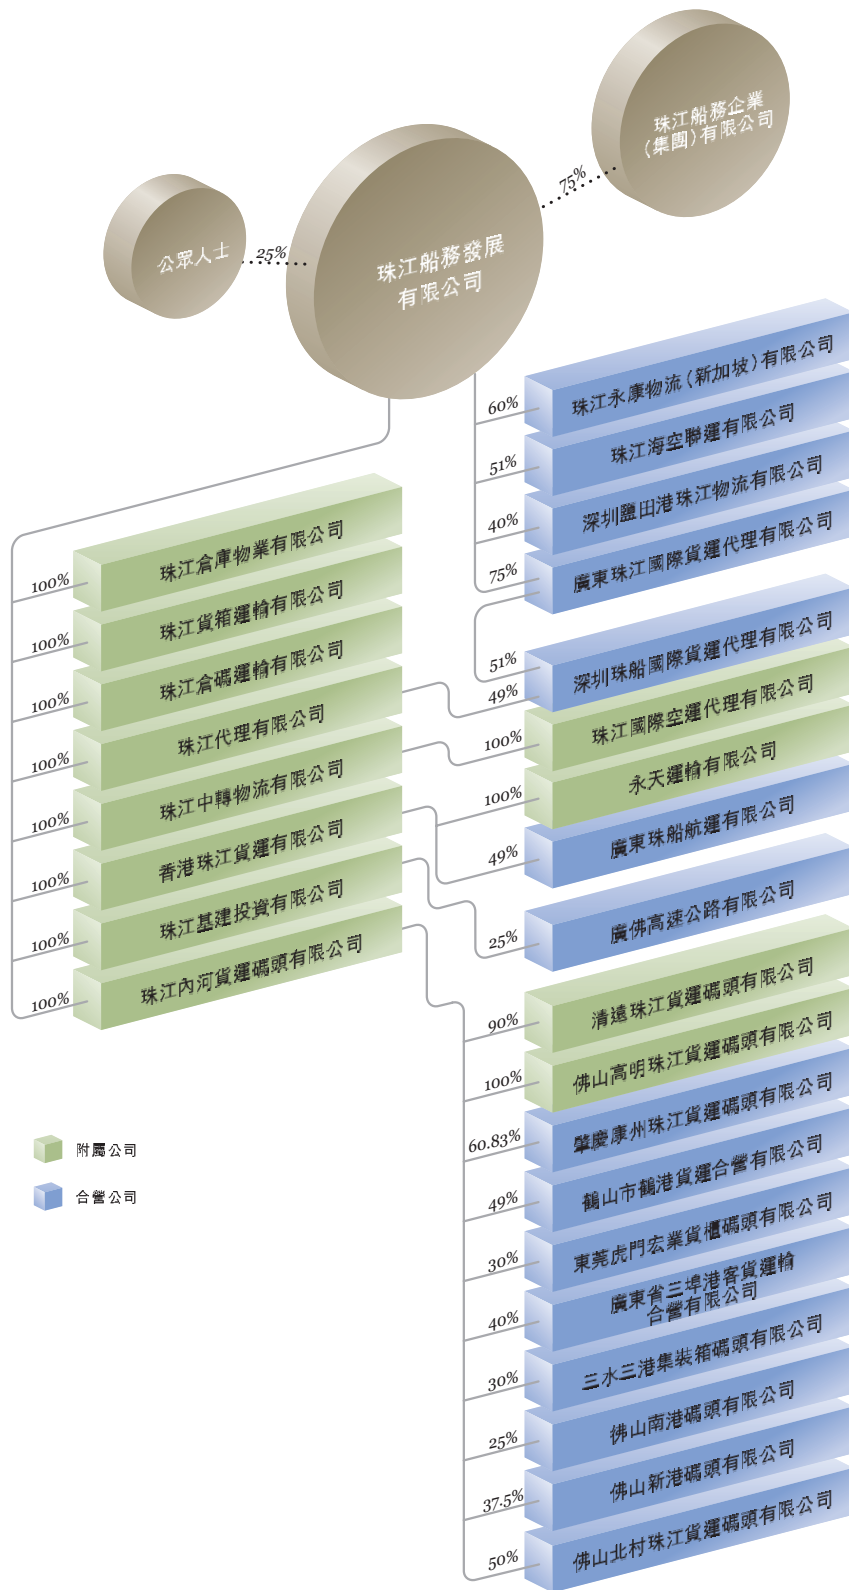 珠江船務企業
（集團）有限公司
75%
公眾人士
25%
珠江船務發展
有限公司
60%
珠江永康物流（新加坡）有限公司
51%
珠江海空聯運有限公司
40%
深圳鹽田港珠江物流有限公司
75%
廣東珠江國際貨運代理有限公司
51%
49%
深圳珠船國際貨運代理有限公司
100%
珠江國際空運代理有限公司
100%
永天運輸有限公司
49%
廣東珠船航運有限公司
25%
廣佛高速公路有限公司
90%
清遠珠江貨運碼頭有限公司
100%
佛山高明珠江貨運碼頭有限公司
60.83%
肇慶康州珠江貨運碼頭有限公司
49%
鶴山市鶴港貨運合營有限公司
30%
東莞虎門宏業貨櫃碼頭有限公司
40%
廣東省三埠港客貨運輸
合營有限公司
30%
三水三港集裝箱碼頭有限公司
25%
佛山南港碼頭有限公司
37.5%
佛山新港碼頭有限公司
50%
佛山北村珠江貨運碼頭有限公司
100%
珠江倉庫物業有限公司
100%
珠江貨箱運輸有限公司
100%
珠江倉碼運輸有限公司
100%
珠江代理有限公司
100%
珠江中轉物流有限公司
100%
香港珠江貨運有限公司
100%
珠江基建投資有限公司
100%
珠江內河貨運碼頭有限公司
附屬公司
合營公司